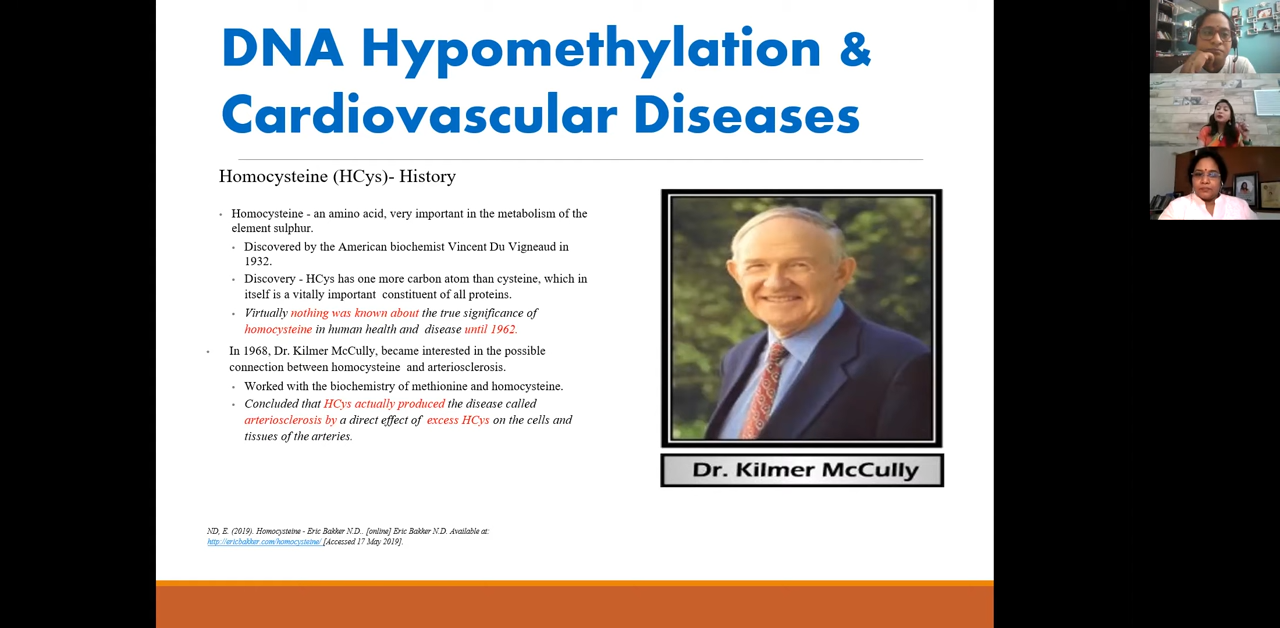 DNA Hypomethylation &
Cardiovascular Diseases
Homocysteine (HCys)- History
• Homocysteine - an amino acid, very important in the metabolism of the
element sulphur.
• Discovered by the American biochemist Vincent Du Vigneaud in
1932.
• Discovery - HCys has one more carbon atom than cysteine, which in
itself is a vitally important constituent of all proteins.
• Virtually nothing was known about the true significance of
homocysteine in human health and disease until 1962.
• In 1968, Dr. Kilmer McCully, became interested in the possible
connection between homocysteine and arteriosclerosis.
• Worked with the biochemistry of methionine and homocysteine.
• Concluded that HCys actually produced the disease called
arteriosclerosis by a direct effect of excess HCys on the cells and
tissues of the arteries.
Dr. Kilmer McCully
ND, E. (2019). Homocysteine - Eric Bakker N.D.. [online] Eric Bakker N.D. Available at:
http://ericbakker.com/homocysteine/ [Accessed 17 May 2019].